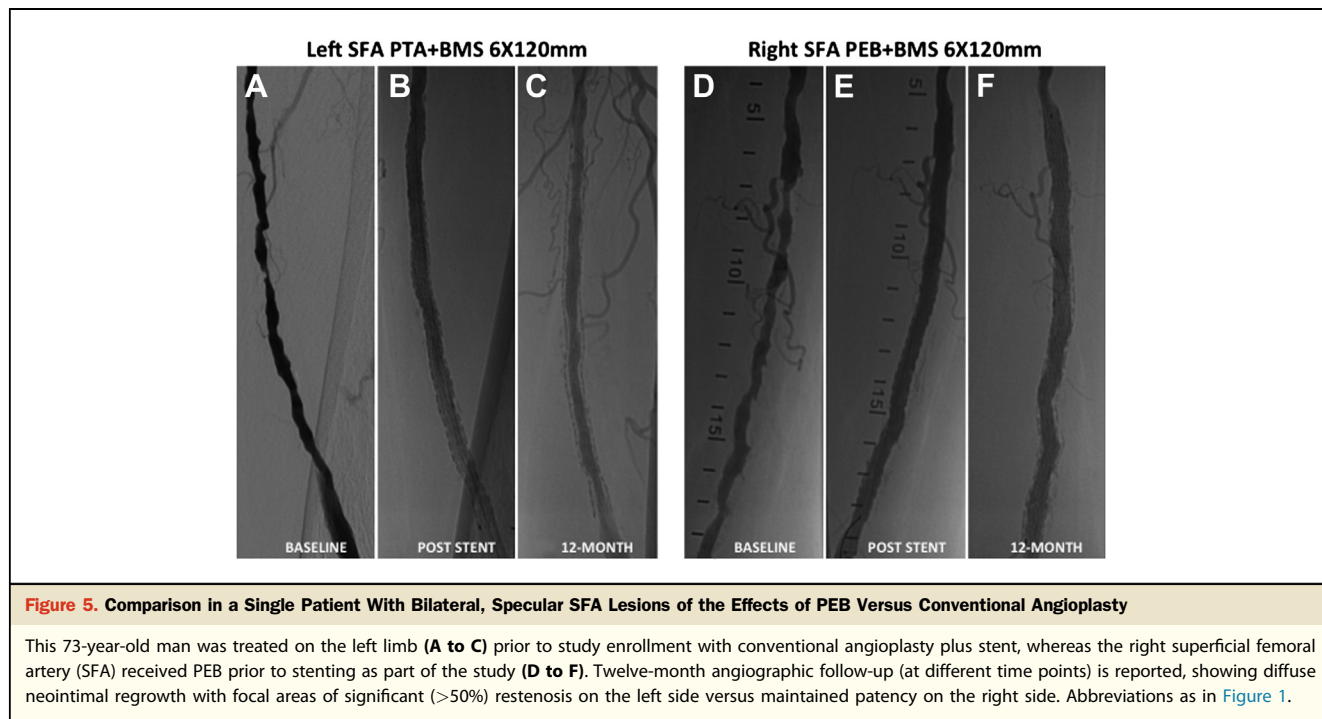 Left SFA PTA+BMS 6X120mm
Right SFA PEB+BMS 6X120mm
A
B
C
D
E
F
5
10
15
5
10
15
BASELINE
POST STENT
12-MONTH
BASELINE
POST STENT
12-MONTH
Figure 5. Comparison in a Single Patient With Bilateral, Specular SFA Lesions of the Effects of PEB Versus Conventional Angioplasty
This 73-year-old man was treated on the left limb (A to C) prior to study enrollment with conventional angioplasty plus stent, whereas the right superficial femoral
artery (SFA) received PEB prior to stenting as part of the study (D to F). Twelve-month angiographic follow-up (at different time points) is reported, showing diffuse
neointimal regrowth with focal areas of significant (>50%) restenosis on the left side versus maintained patency on the right side. Abbreviations as in Figure 1.